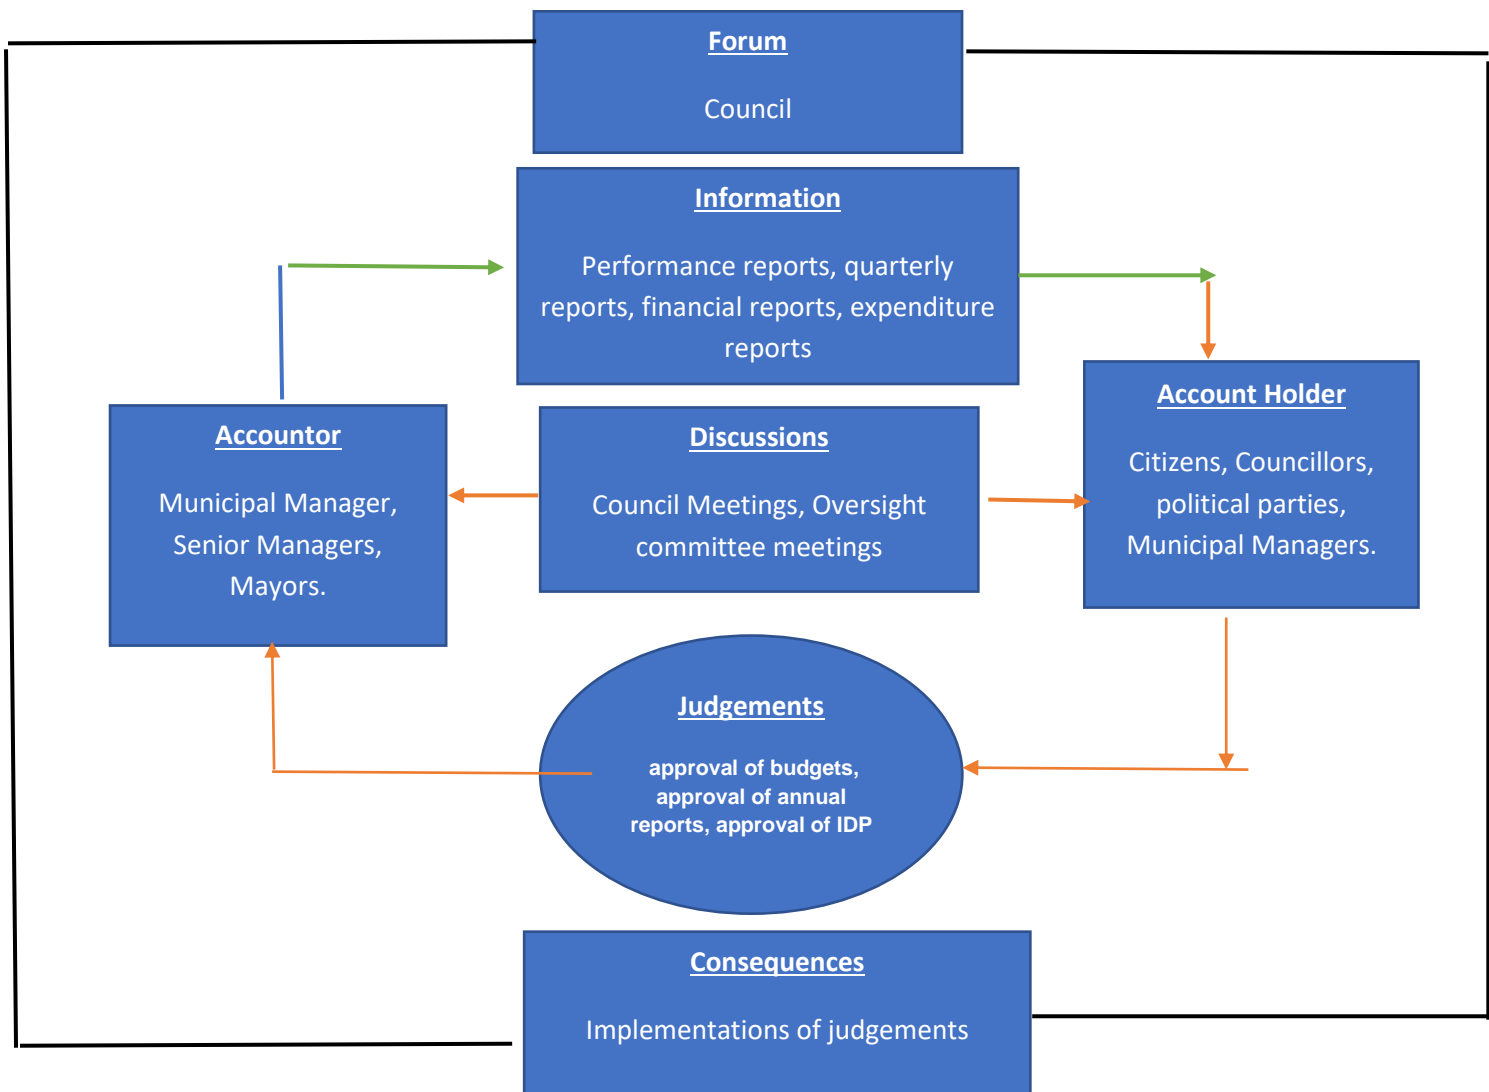 Forum
Council
Information
Performance reports, quarterly
reports, financial reports, expenditure
reports
Account Holder
Citizens, Councillors,
political parties,
Municipal Managers.
Accountor
Municipal Manager,
Senior Managers,
Mayors.
Discussions
Council Meetings, Oversight
committee meetings
Judgements
approval of budgets,
approval of annual
reports, approval of IDP
Consequences
Implementations of judgements